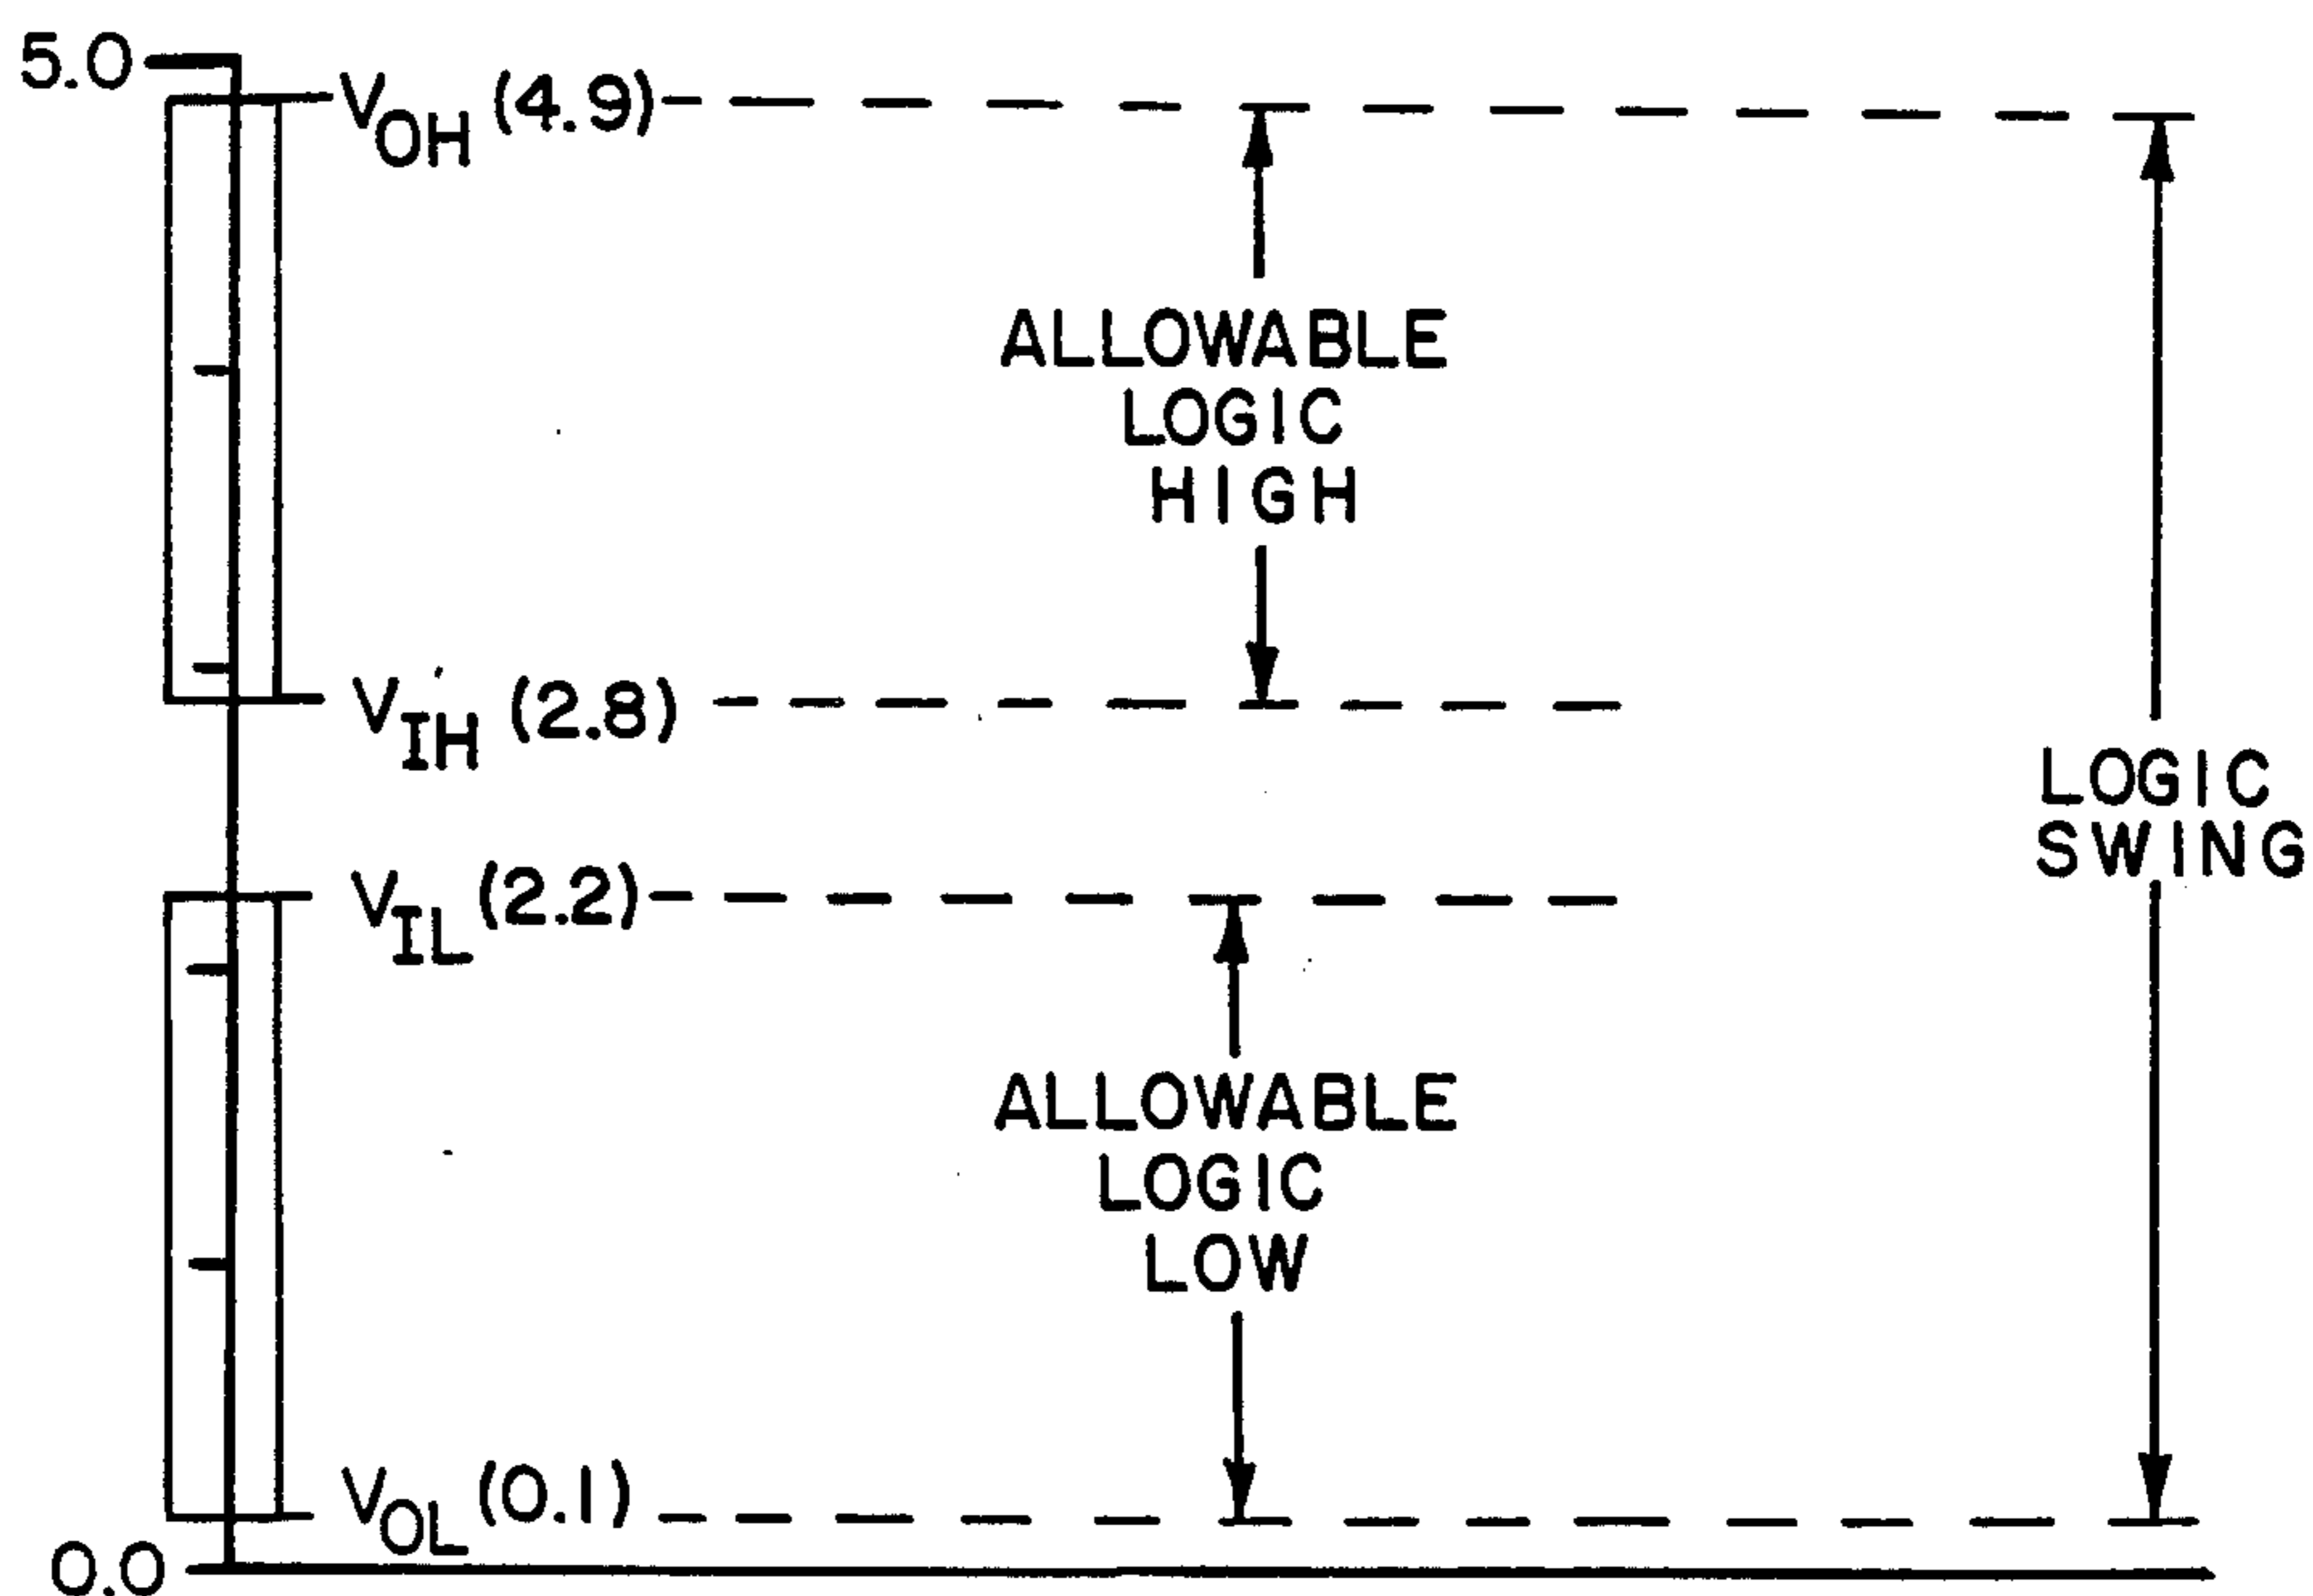 5.0
VOH (4.9)
ALLOWABLE
LOGIC
HIGH
VIH (2.8)
LOGIC
SWING
VIL (2.2)
ALLOWABLE
LOGIC
LOW
VOL (0.1)
0.0